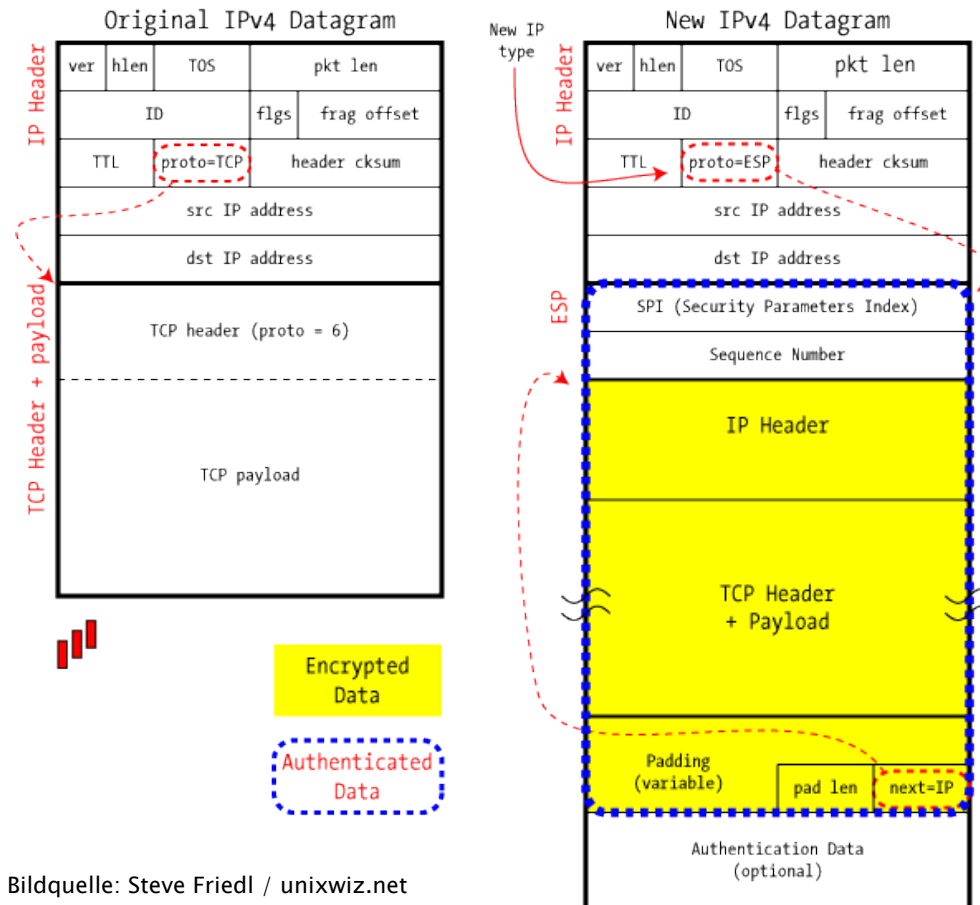 Original IPv4 Datagram
IP Header
ver hlen TOS pkt len
ID flgs frag offset
TTL proto=TCP header cksum
src IP address
dst IP address
TCP Header + payload
TCP header (proto = 6)
TCP payload
Encrypted
Data
Authenticated
Data
New IPv4 Datagram
New IP
type
IP Header
ver hlen TOS pkt len
ID flgs frag offset
TTL proto=ESP header cksum
src IP address
dst IP address
ESP
SPI (Security Parameters Index)
Sequence Number
IP Header
TCP Header
+ Payload
Padding
(variable)
pad len next=IP
Authentication Data
(optional)
Bildquelle: Steve Friedl / unixwiz.net